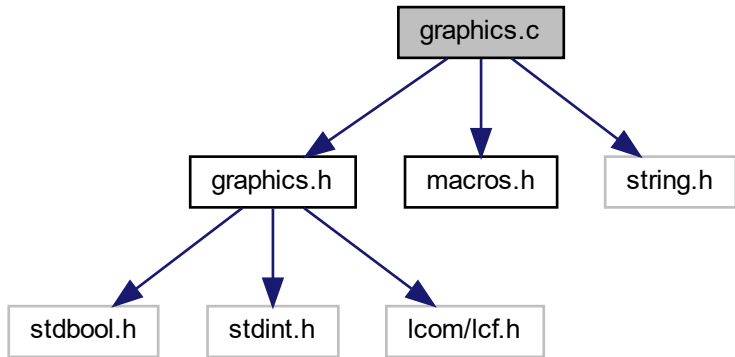 graphics.c
graphics.h
macros.h
string.h
stdbool.h
stdint.h
lcom/lcf.h